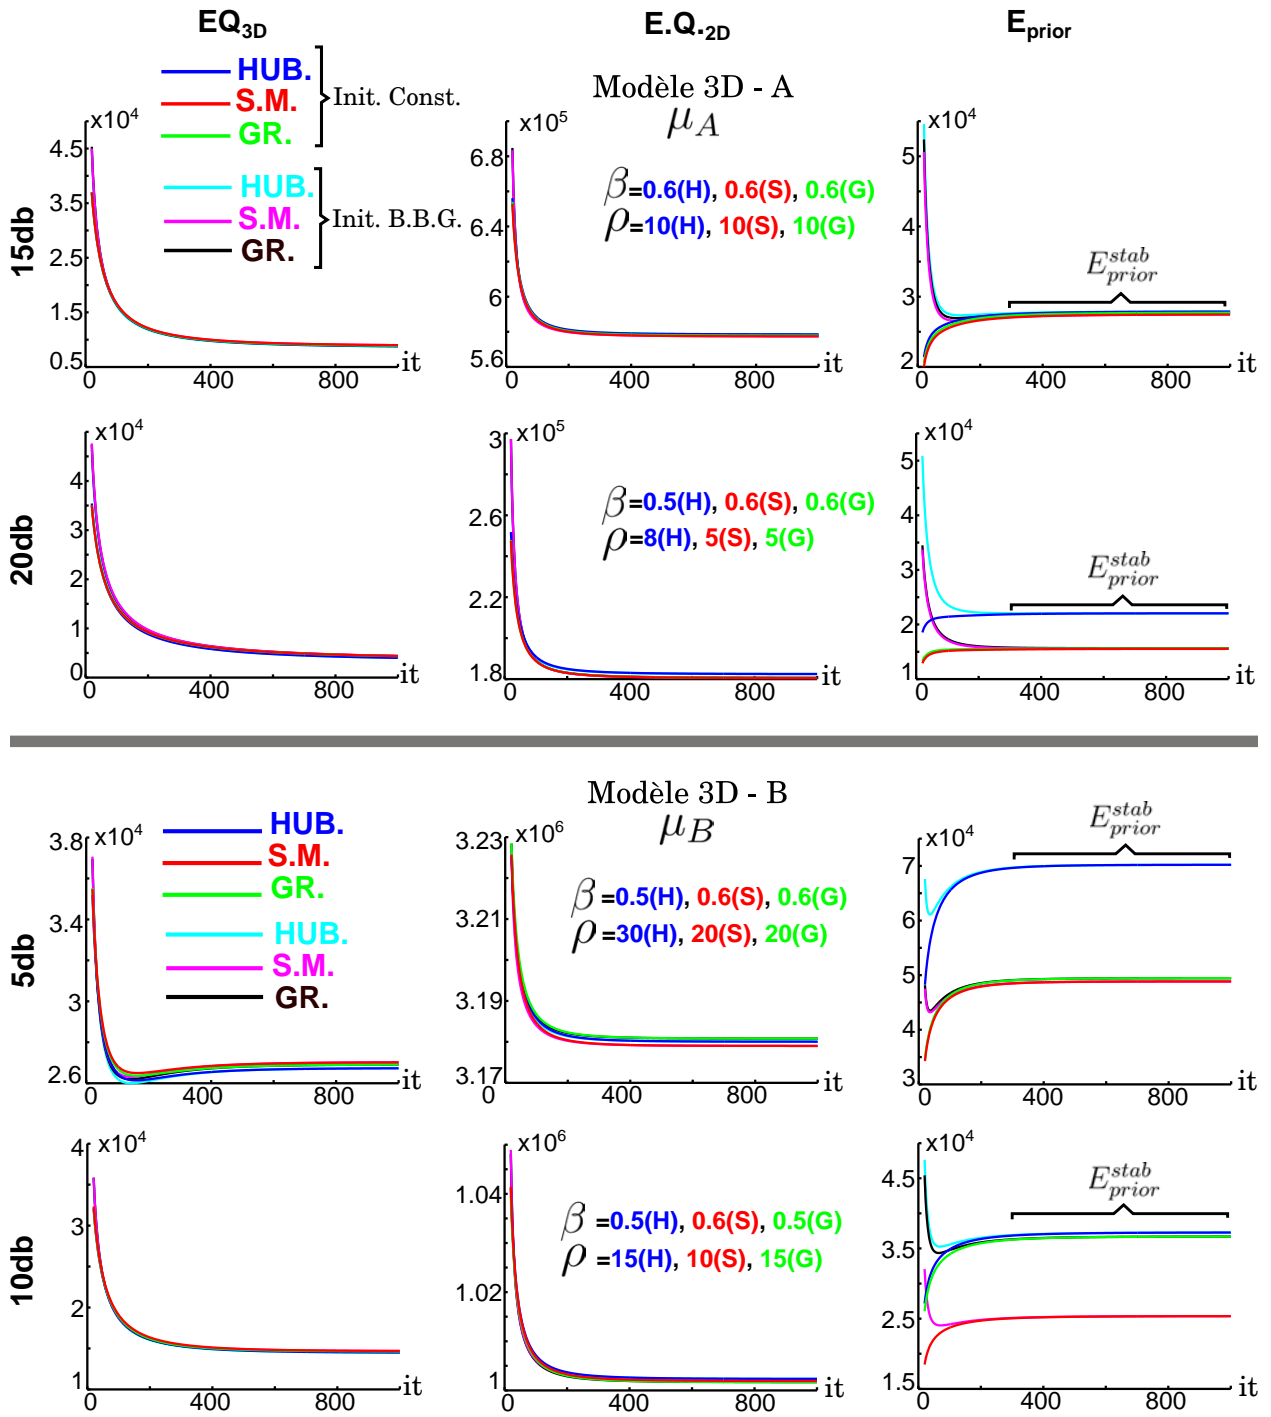 EQ3D
E.Q.2D
Eprior
HUB.
S.M.
GR.
Init. Const.
HUB.
S.M.
GR.
Init. B.B.G.
Modèle 3D - A
μA
β=0.6(H), 0.6(S), 0.6(G)
ρ=10(H), 10(S), 10(G)
15db
x10^4
4.5
3.5
2.5
1.5
0.5
0
400
800
it
x10^5
6.8
6.4
6
5.6
0
400
800
it
x10^4
5
3
2
0
400
800
it
E^stab_prior
20db
x10^4
4
3
2
1
0
0
400
800
it
3
x10^5
2.6
2.2
1.8
0
400
800
it
β=0.5(H), 0.6(S), 0.6(G)
ρ=8(H), 5(S), 5(G)
x10^4
5
4
3
2
1
0
400
800
it
E^stab_prior
Modèle 3D - B
μB
5db
3.8
x10^4
3.4
3
2.6
0
400
800
it
HUB.
S.M.
GR.
HUB.
S.M.
GR.
3.23
x10^6
3.21
3.19
3.17
0
400
800
it
β =0.5(H), 0.6(S), 0.6(G)
ρ =30(H), 20(S), 20(G)
x10^4
7
6
5
4
3
0
400
800
it
E^stab_prior
10db
4
x10^4
3
2
1
0
400
800
it
x10^6
1.04
1.02
1
0
400
800
it
β =0.5(H), 0.6(S), 0.5(G)
ρ =15(H), 10(S), 15(G)
x10^4
4.5
3.5
2.5
1.5
0
400
800
it
E^stab_prior